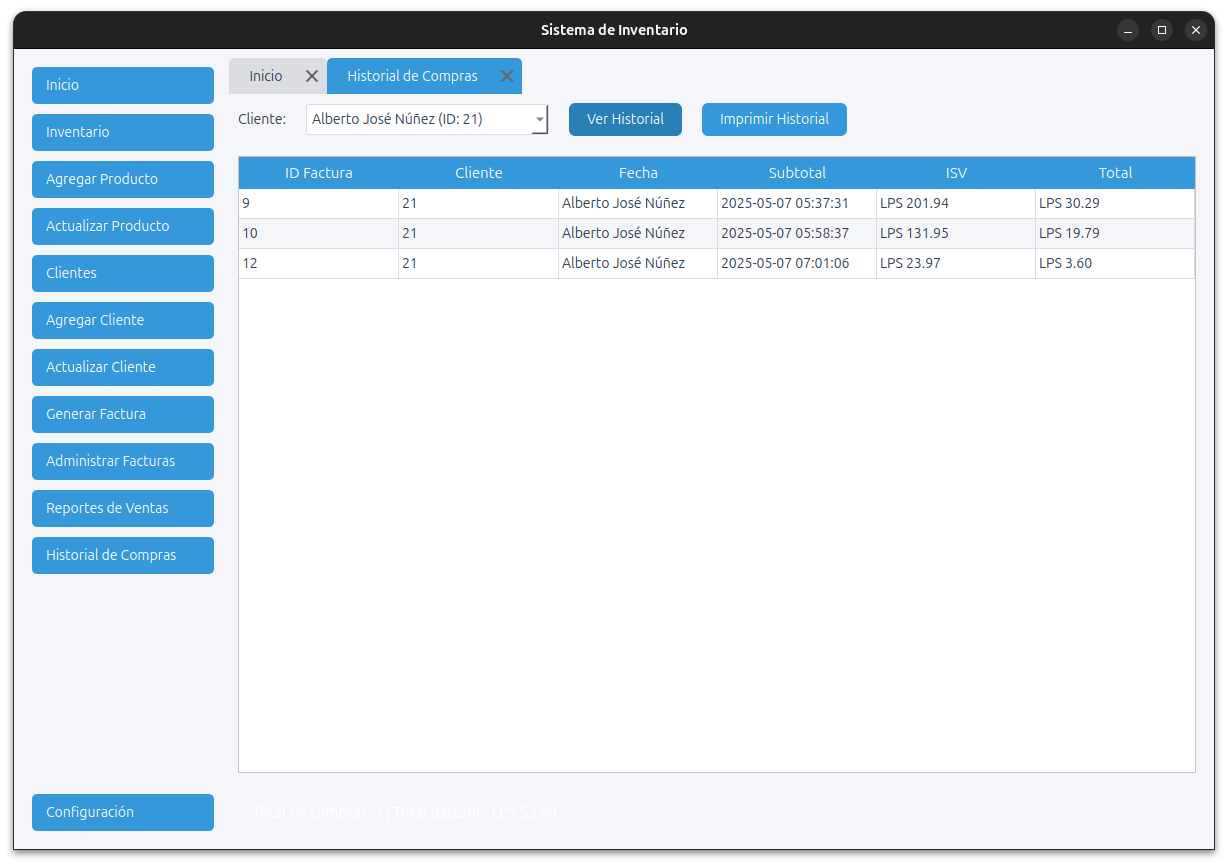 Sistema de Inventario
Inicio
Inventario
Agregar Producto
Actualizar Producto
Clientes
Agregar Cliente
Actualizar Cliente
Generar Factura
Administrar Facturas
Reportes de Ventas
Historial de Compras
Configuración
Inicio Historial de Compras
Cliente: Alberto José Núñez (ID: 21) Ver Historial Imprimir Historial
ID Factura Cliente Fecha Subtotal ISV Total
9 21 Alberto José Núñez 2025-05-07 05:37:31 LPS 201.94 LPS 30.29
10 21 Alberto José Núñez 2025-05-07 05:58:37 LPS 131.95 LPS 19.79
12 21 Alberto José Núñez 2025-05-07 07:01:06 LPS 23.97 LPS 3.60
Total de compras: 3 | Total gastado: LPS 53.68